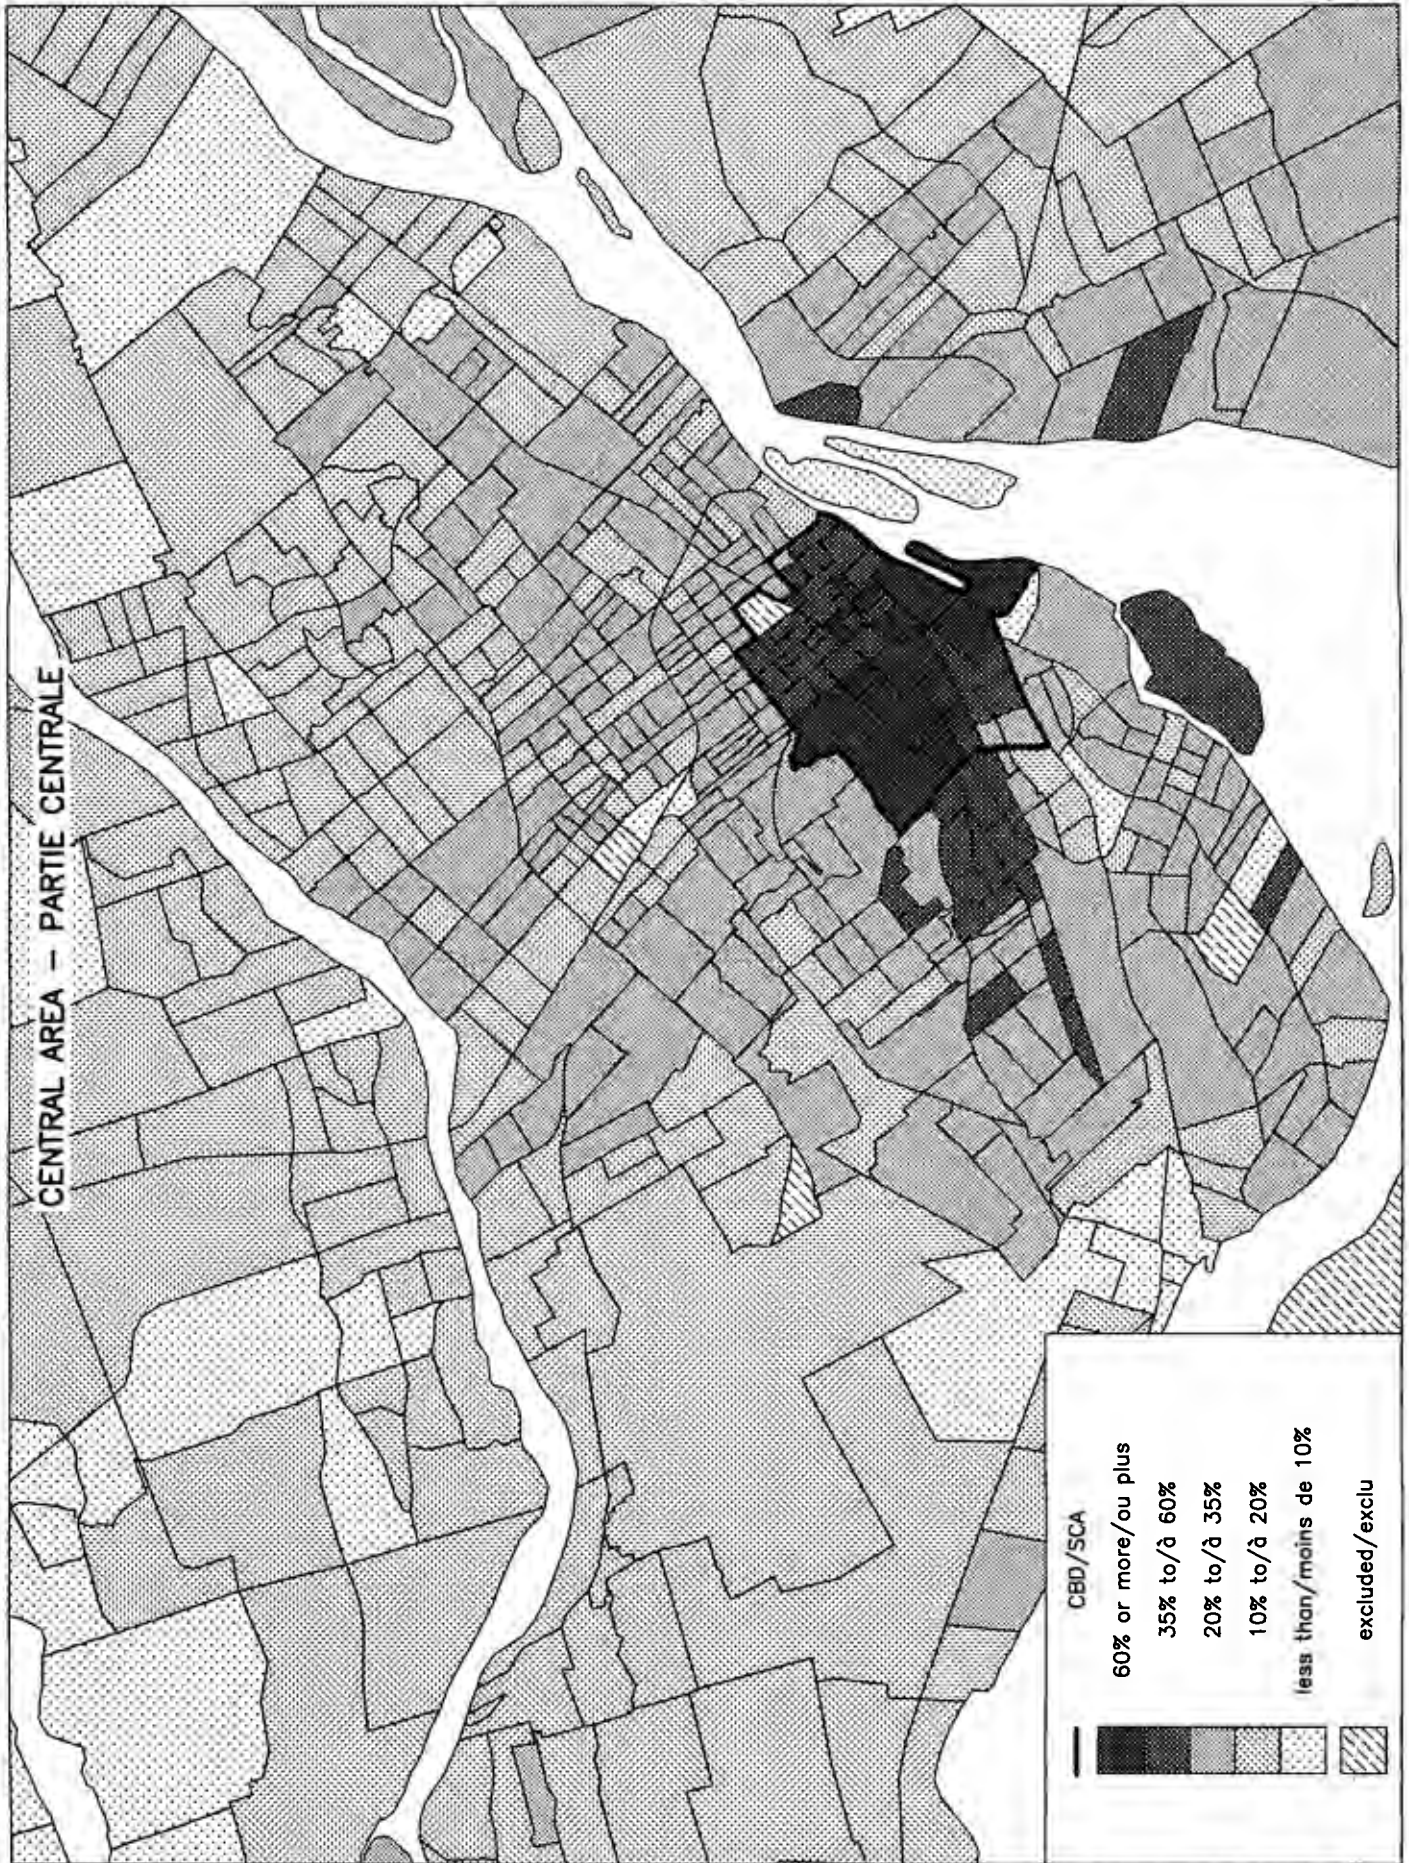 CENTRAL AREA – PARTIE CENTRALE
CBD/SCA
60% or more/ou plus
35% to/à 60%
20% to/à 35%
10% to/à 20%
less than/moins de 10%
excluded/exclu